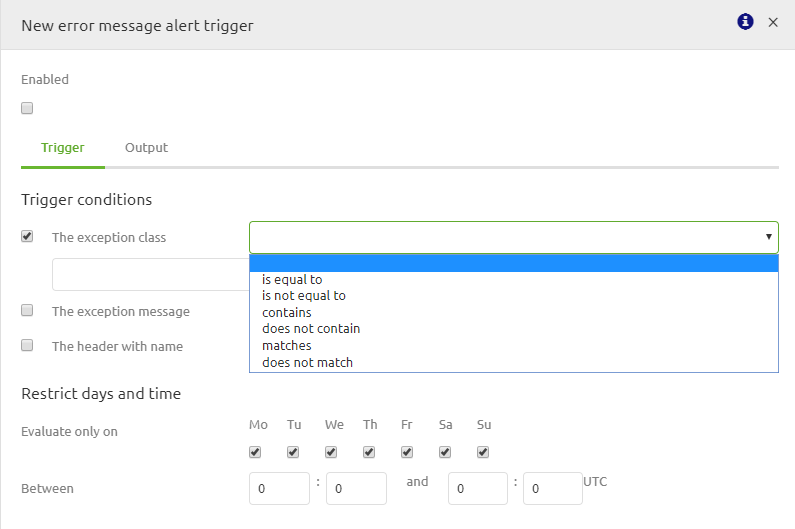 New error message alert trigger
Enabled
Trigger Output
Trigger conditions
The exception class
is equal to
is not equal to
The exception message contains
does not contain
The header with name matches
does not match
Restrict days and time
Mo Tu We Th Fr Sa Su
Evaluate only on
Between 0 : 0 and 0 : 0 UTC